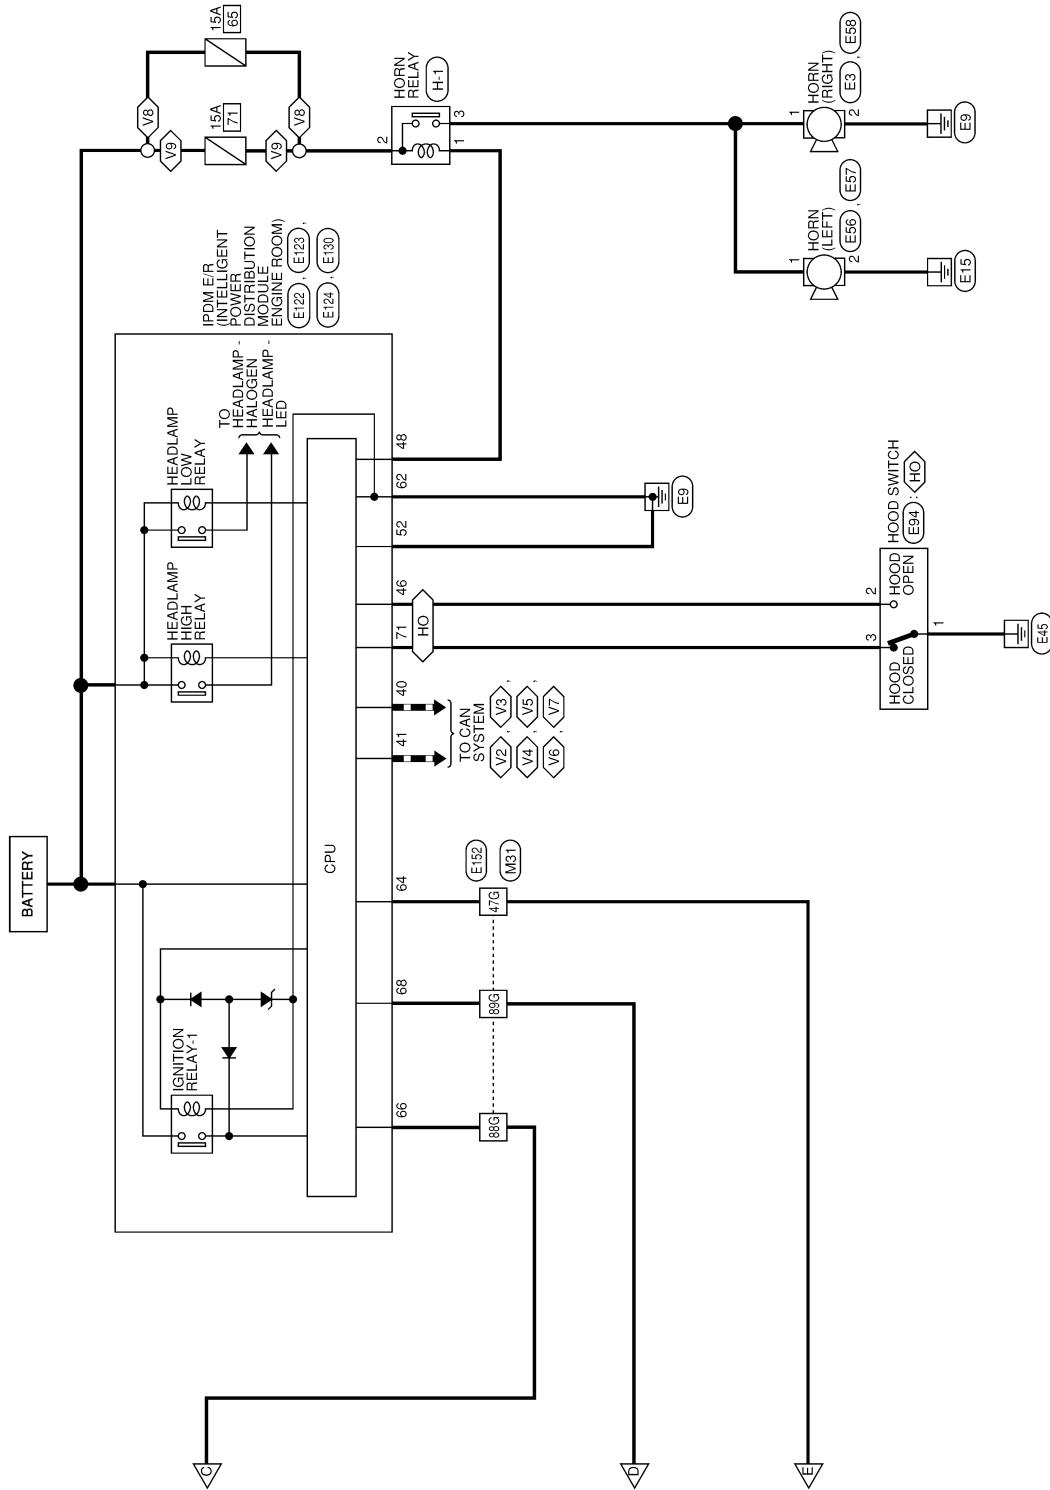 BATTERY
15A
65
15A
71
V8
V9
V8
V9
HORN
RELAY
H-1
2
3
1
HORN
(RIGHT)
E3 , E58
1
2
E9
HORN
(LEFT)
E56 , E57
1
2
E15
IPDM E/R
(INTELLIGENT
POWER
DISTRIBUTION
MODULE
ENGINE ROOM)
E122 , E123 ,
E124 , E130
TO
HEADLAMP -
HALOGEN
HEADLAMP -
LED
HEADLAMP
LOW
RELAY
HEADLAMP
HIGH
RELAY
IGNITION
RELAY-1
CPU
48
62
52
46
71
40
41
64
68
66
E9
HO
HOOD SWITCH
E94 : HO
2
HOOD
OPEN
3
HOOD
CLOSED
1
E45
TO CAN
SYSTEM
V2 , V3 ,
V4 , V5 ,
V6 , V7
E152
M31
47G
89G
88G
C
D
E